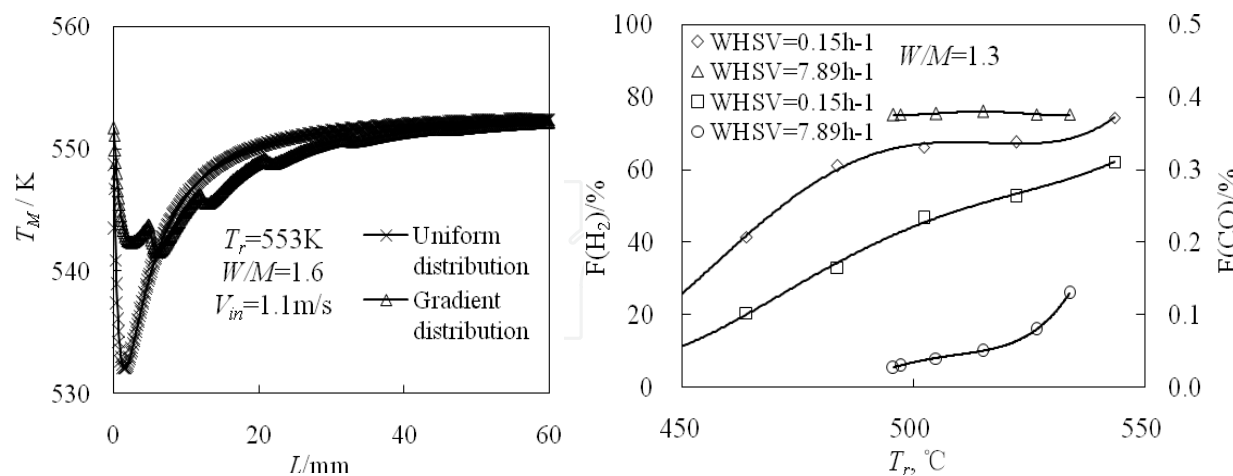 560
550
540
530
T_M / K
0
20
40
60
L/mm
T_r=553K
W/M=1.6
V_in=1.1m/s
Uniform
distribution
Gradient
distribution
100
80
60
40
20
0
F(H₂)/%
WHSV=0.15h-1
WHSV=7.89h-1
WHSV=0.15h-1
WHSV=7.89h-1
W/M=1.3
0.5
0.4
0.3
0.2
0.1
0.0
F(CO)/%
450
500
550
T_r, ℃